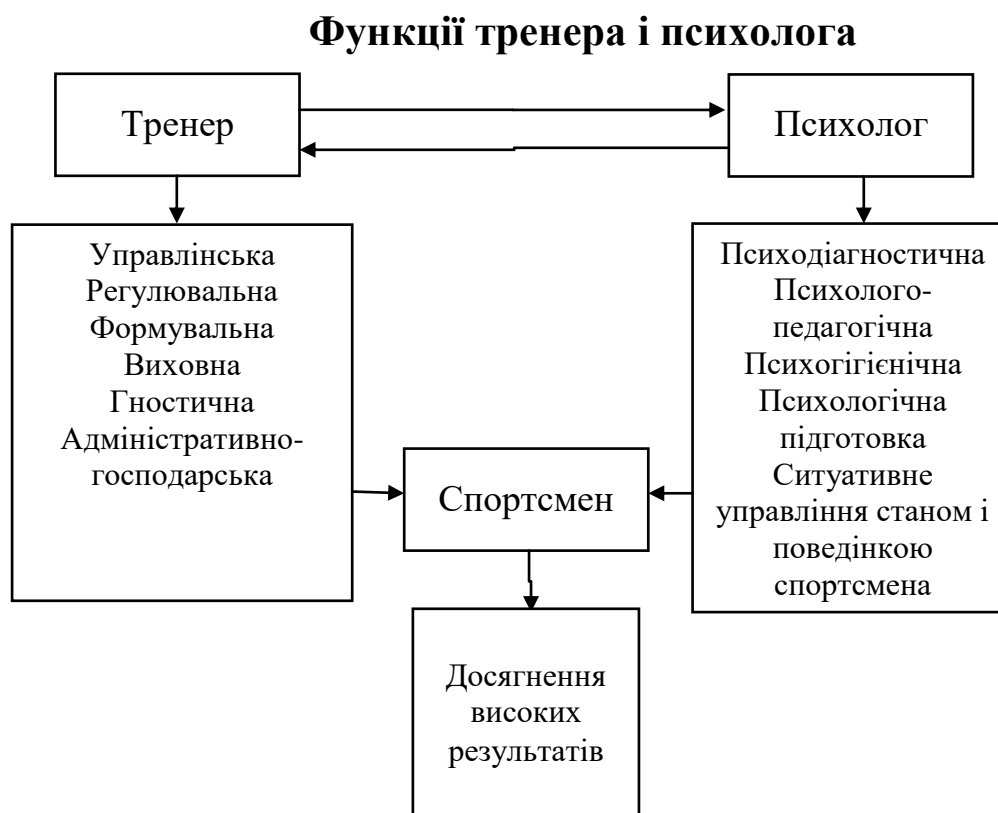 Функції тренера і психолога
Тренер
Психолог
Управлінська
Регулювальна
Формувальна
Виховна
Гностична
Адміністративно-
господарська
Психодіагностична
Психолого-
педагогічна
Психогігієнічна
Психологічна
підготовка
Ситуативне
управління станом і
поведінкою
спортсмена
Спортсмен
Досягнення
високих
результатів